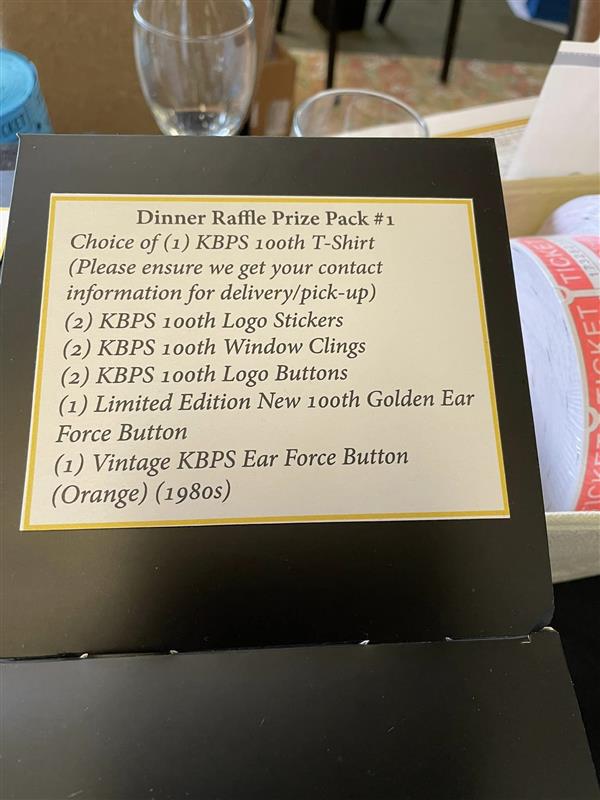 Dinner Raffle Prize Pack #1
Choice of (1) KBPS 100th T-Shirt
(Please ensure we get your contact
information for delivery/pick-up)
(2) KBPS 100th Logo Stickers
(2) KBPS 100th Window Clings
(2) KBPS 100th Logo Buttons
(1) Limited Edition New 100th Golden Ear
Force Button
(1) Vintage KBPS Ear Force Button
(Orange) (1980s)
TICKET
TICKET